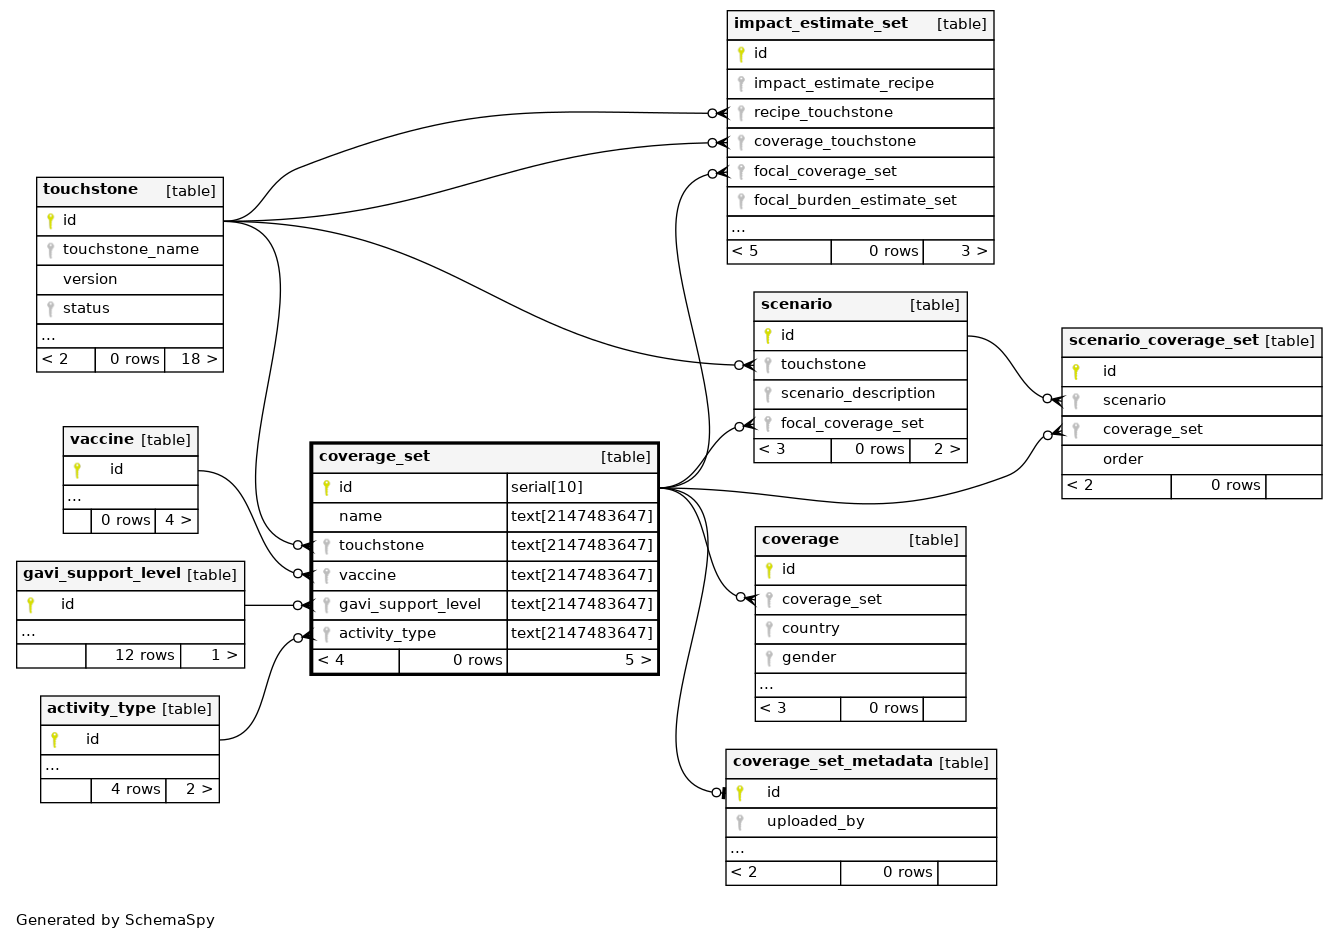 impact_estimate_set [table]
id
impact_estimate_recipe
recipe_touchstone
coverage_touchstone
focal_coverage_set
focal_burden_estimate_set
...
< 5 0 rows 3 >
touchstone [table]
id
touchstone_name
version
status
...
< 2 0 rows 18 >
scenario [table]
id
touchstone
scenario_description
focal_coverage_set
< 3 0 rows 2 >
scenario_coverage_set [table]
id
scenario
coverage_set
order
< 2 0 rows
vaccine [table]
id
...
0 rows 4 >
coverage_set [table]
id serial[10]
name text[2147483647]
touchstone text[2147483647]
vaccine text[2147483647]
gavi_support_level text[2147483647]
activity_type text[2147483647]
< 4 0 rows 5 >
gavi_support_level [table]
id
...
12 rows 1 >
coverage [table]
id
coverage_set
country
gender
...
< 3 0 rows
activity_type [table]
id
...
4 rows 2 >
coverage_set_metadata [table]
id
uploaded_by
...
< 2 0 rows
Generated by SchemaSpy